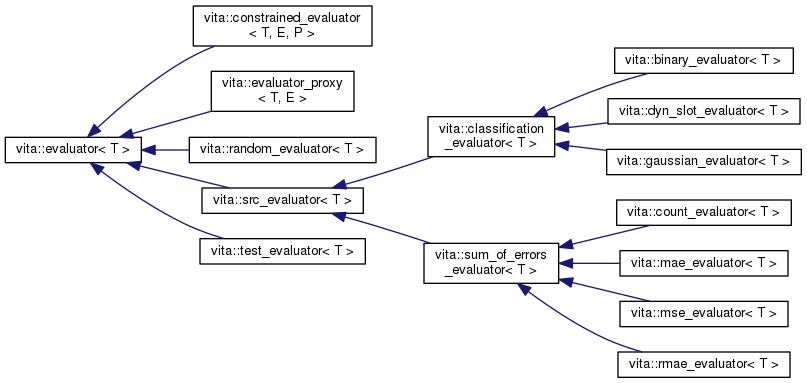 vita::constrained_evaluator
< T, E, P >
vita::evaluator_proxy
< T, E >
vita::evaluator< T >
vita::random_evaluator< T >
vita::src_evaluator< T >
vita::test_evaluator< T >
vita::classification
_evaluator< T >
vita::sum_of_errors
_evaluator< T >
vita::binary_evaluator< T >
vita::dyn_slot_evaluator< T >
vita::gaussian_evaluator< T >
vita::count_evaluator< T >
vita::mae_evaluator< T >
vita::mse_evaluator< T >
vita::rmae_evaluator< T >